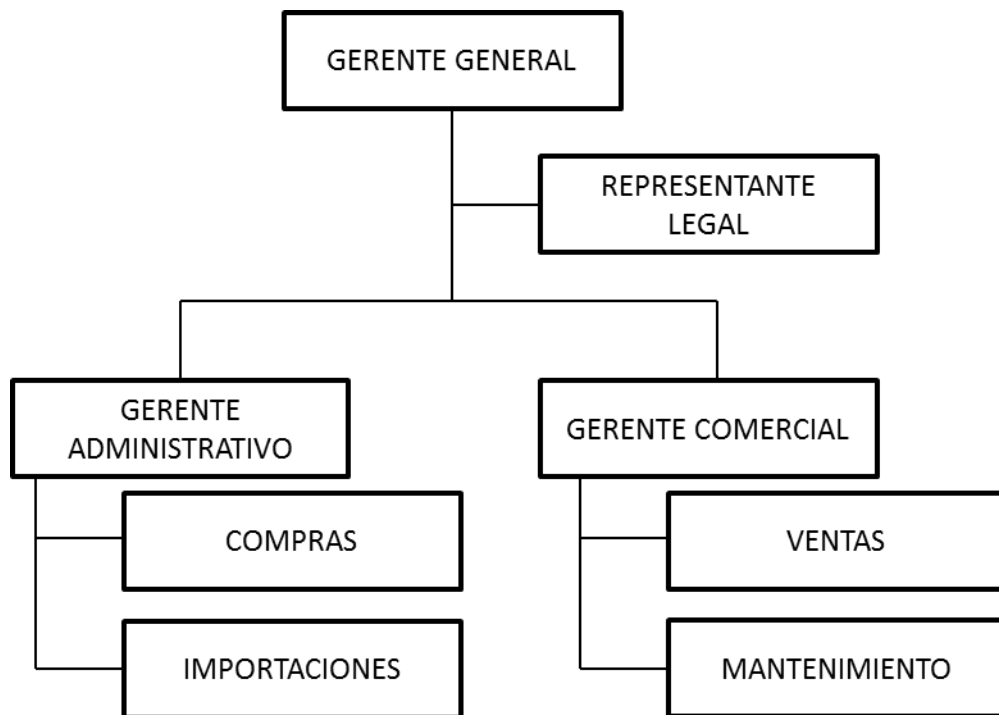 GERENTE GENERAL
REPRESENTANTE
LEGAL
GERENTE
ADMINISTRATIVO
GERENTE COMERCIAL
COMPRAS
VENTAS
IMPORTACIONES
MANTENIMIENTO